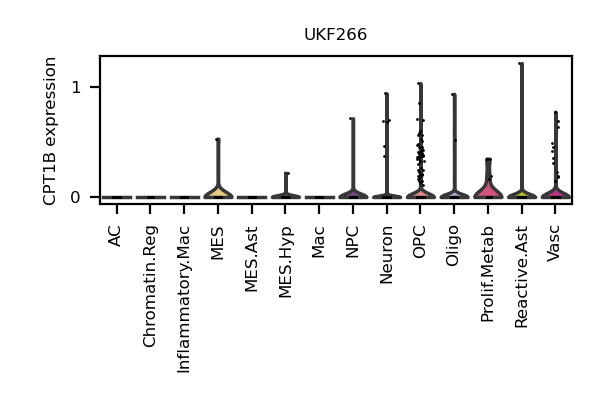 UKF266
CPT1B expression
1
0
AC
Chromatin.Reg
Inflammatory.Mac
MES
MES.Ast
MES.Hyp
Mac
NPC
Neuron
OPC
Oligo
Prolif.Metab
Reactive.Ast
Vasc